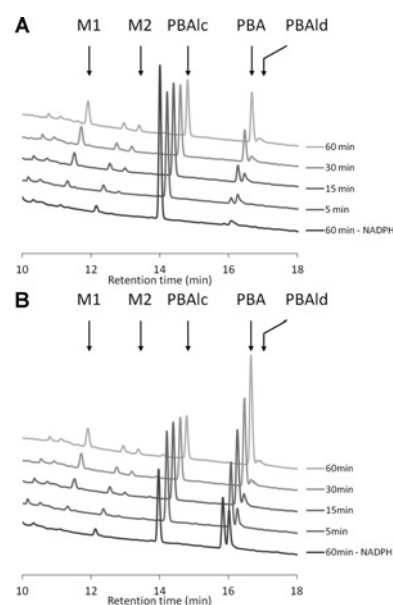 A
M1 M2 PBAlc PBA PBAld
60 min
30 min
15 min
5 min
60 min - NADPH
10 12 14 16 18
Retention time (min)
B
M1 M2 PBAlc PBA PBAld
60min
30min
15min
5min
60min - NADPH
10 12 14 16 18
Retention time (min)